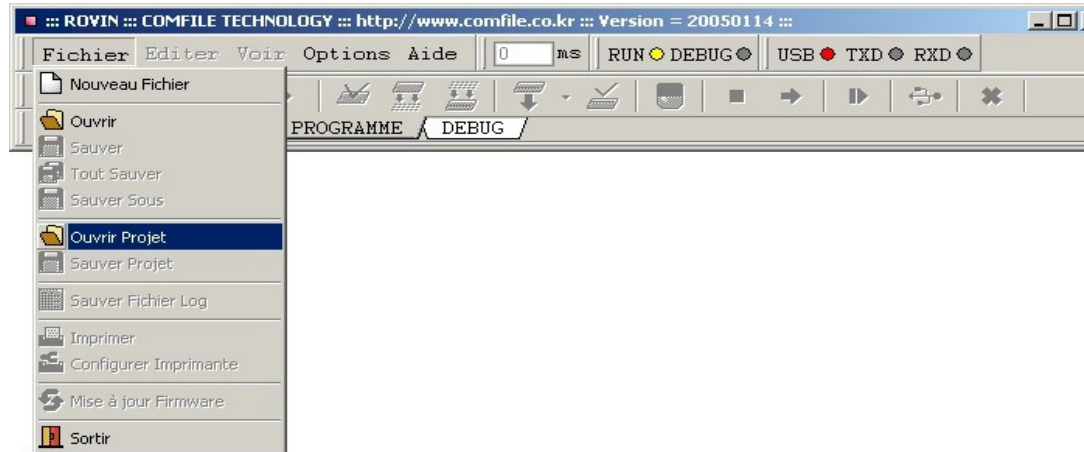 ::: ROVIN ::: COMFILE TECHNOLOGY ::: http://www.comfile.co.kr ::: Version = 20050114 :::
Fichier Editer Voir Options Aide 0 ms RUN DEBUG USB TXD RXD
PROGRAMME DEBUG
Nouveau Fichier
Ouvrir
Sauver
Tout Sauver
Sauver Sous
Ouvrir Projet
Sauver Projet
Sauver Fichier Log
Imprimer
Configurer Imprimante
Mise à jour Firmware
Sortir